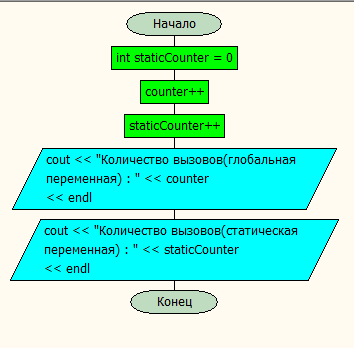 Начало
int staticCounter = 0
counter++
staticCounter++
cout << "Количество вызовов(глобальная
переменная) : " << counter
<< endl
cout << "Количество вызовов(статическая
переменная) : " << staticCounter
<< endl
Конец